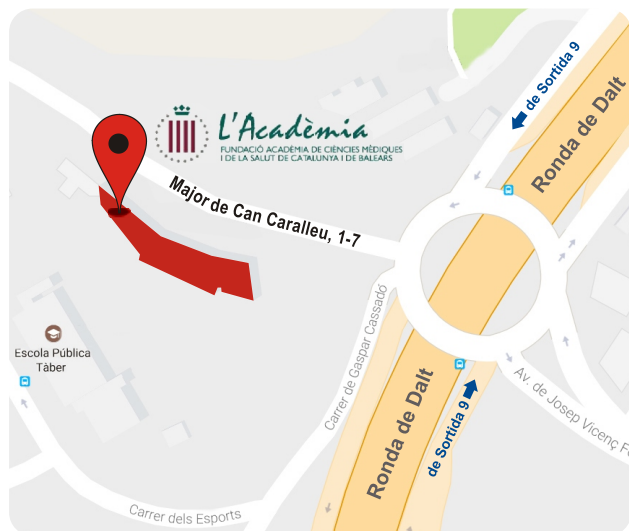 de Sortida 9
Ronda de Dalt
L'Acadèmia
FUNDACIÓ ACADÈMIA DE CIÈNCIES MÈDIQUES
I DE LA SALUT DE CATALUNYA I DE BALEARS
Major de Can Caralleu, 1-7
Carrer de Gaspar Cassadó
Escola Pública
Tàber
Av. de Josep Vicenç
Ronda de Dalt
de Sortida 9
Carrer dels Esports